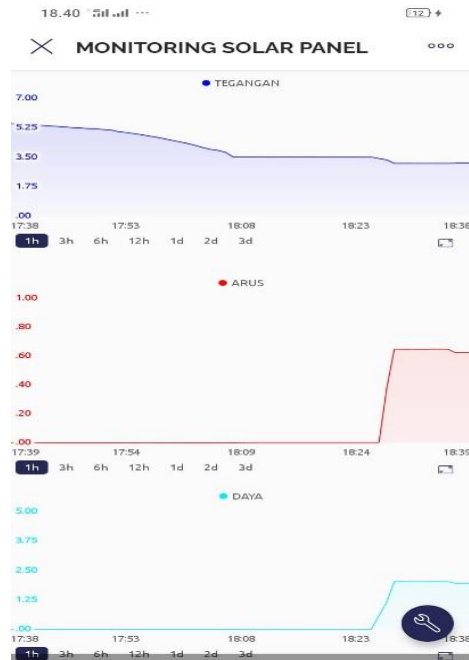 18.40
12
MONITORING SOLAR PANEL
TEGANGAN
7.00
5.25
3.50
1.75
.00
17:38 17:53 18:08 18:23 18:38
1h 3h 6h 12h 1d 2d 3d
ARUS
1.00
.80
.60
.40
.20
.00
17:39 17:54 18:09 18:24 18:39
1h 3h 6h 12h 1d 2d 3d
DAYA
5.00
3.75
2.50
1.25
.00
17:38 17:53 18:08 18:23 18:38
1h 3h 6h 12h 1d 2d 3d